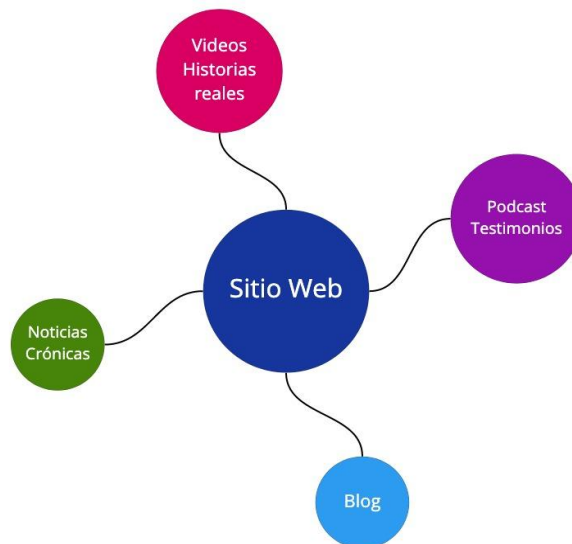 Videos
Historias
reales
Podcast
Testimonios
Sitio Web
Noticias
Crónicas
Blog